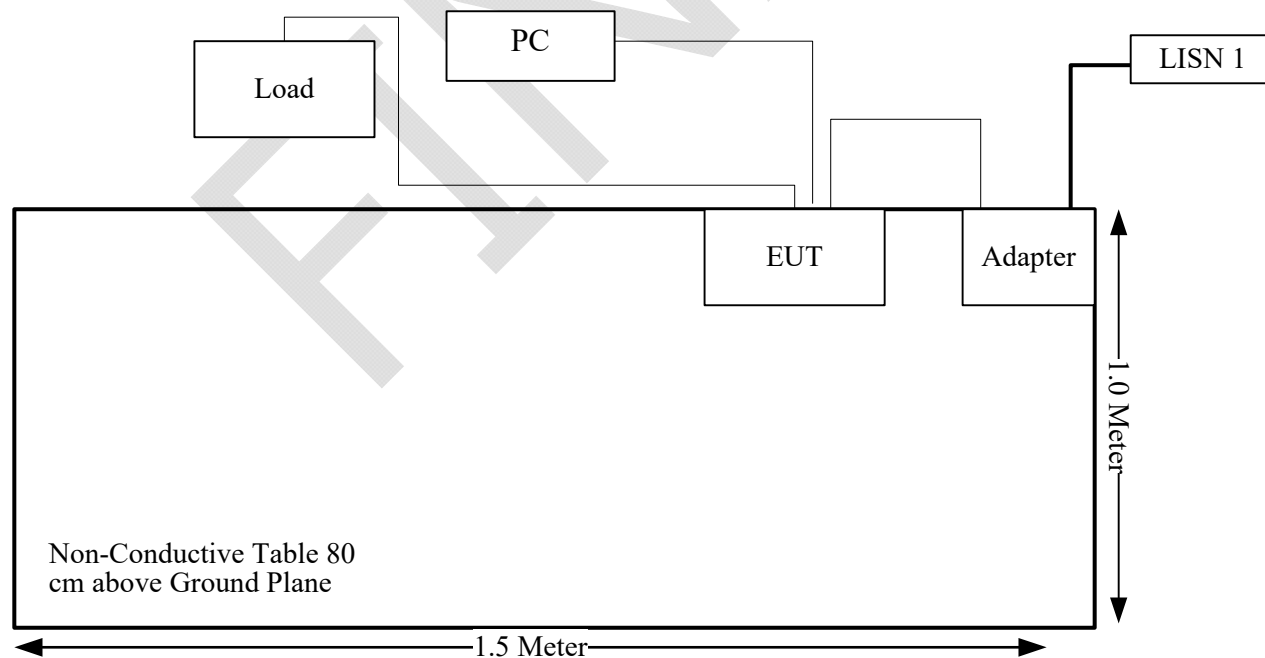 PC
LISN 1
Load
EUT
Adapter
1.0 Meter
Non-Conductive Table 80
cm above Ground Plane
1.5 Meter